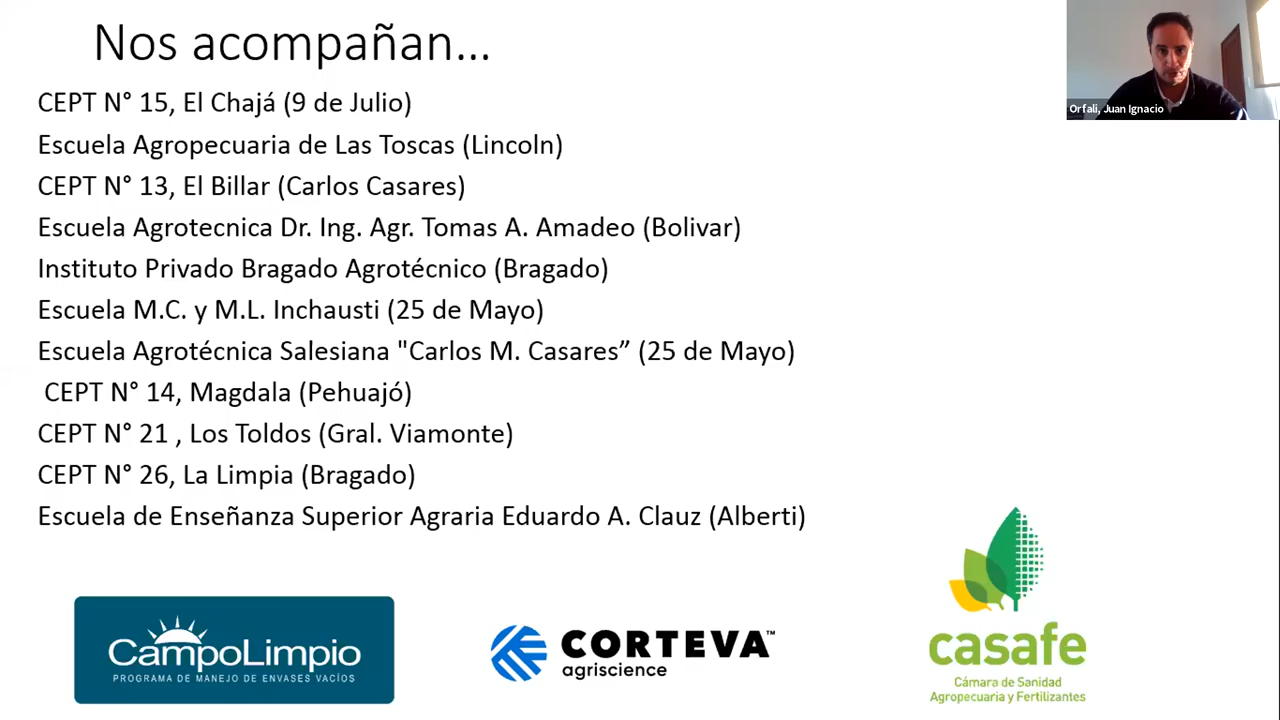 Nos acompañan...
Orfali, Juan Ignacio
CEPT N° 15, El Chajá (9 de Julio)
Escuela Agropecuaria de Las Toscas (Lincoln)
CEPT N° 13, El Billar (Carlos Casares)
Escuela Agrotecnica Dr. Ing. Agr. Tomas A. Amadeo (Bolivar)
Instituto Privado Bragado Agrotécnico (Bragado)
Escuela M.C. y M.L. Inchausti (25 de Mayo)
Escuela Agrotécnica Salesiana "Carlos M. Casares” (25 de Mayo)
CEPT N° 14, Magdala (Pehuajó)
CEPT N° 21 , Los Toldos (Gral. Viamonte)
CEPT N° 26, La Limpia (Bragado)
Escuela de Enseñanza Superior Agraria Eduardo A. Clauz (Alberti)
CampoLimpio
PROGRAMA DE MANEJO DE ENVASES VACÍOS
CORTEVA™
agriscience
casafe
Cámara de Sanidad
Agropecuaria y Fertilizantes